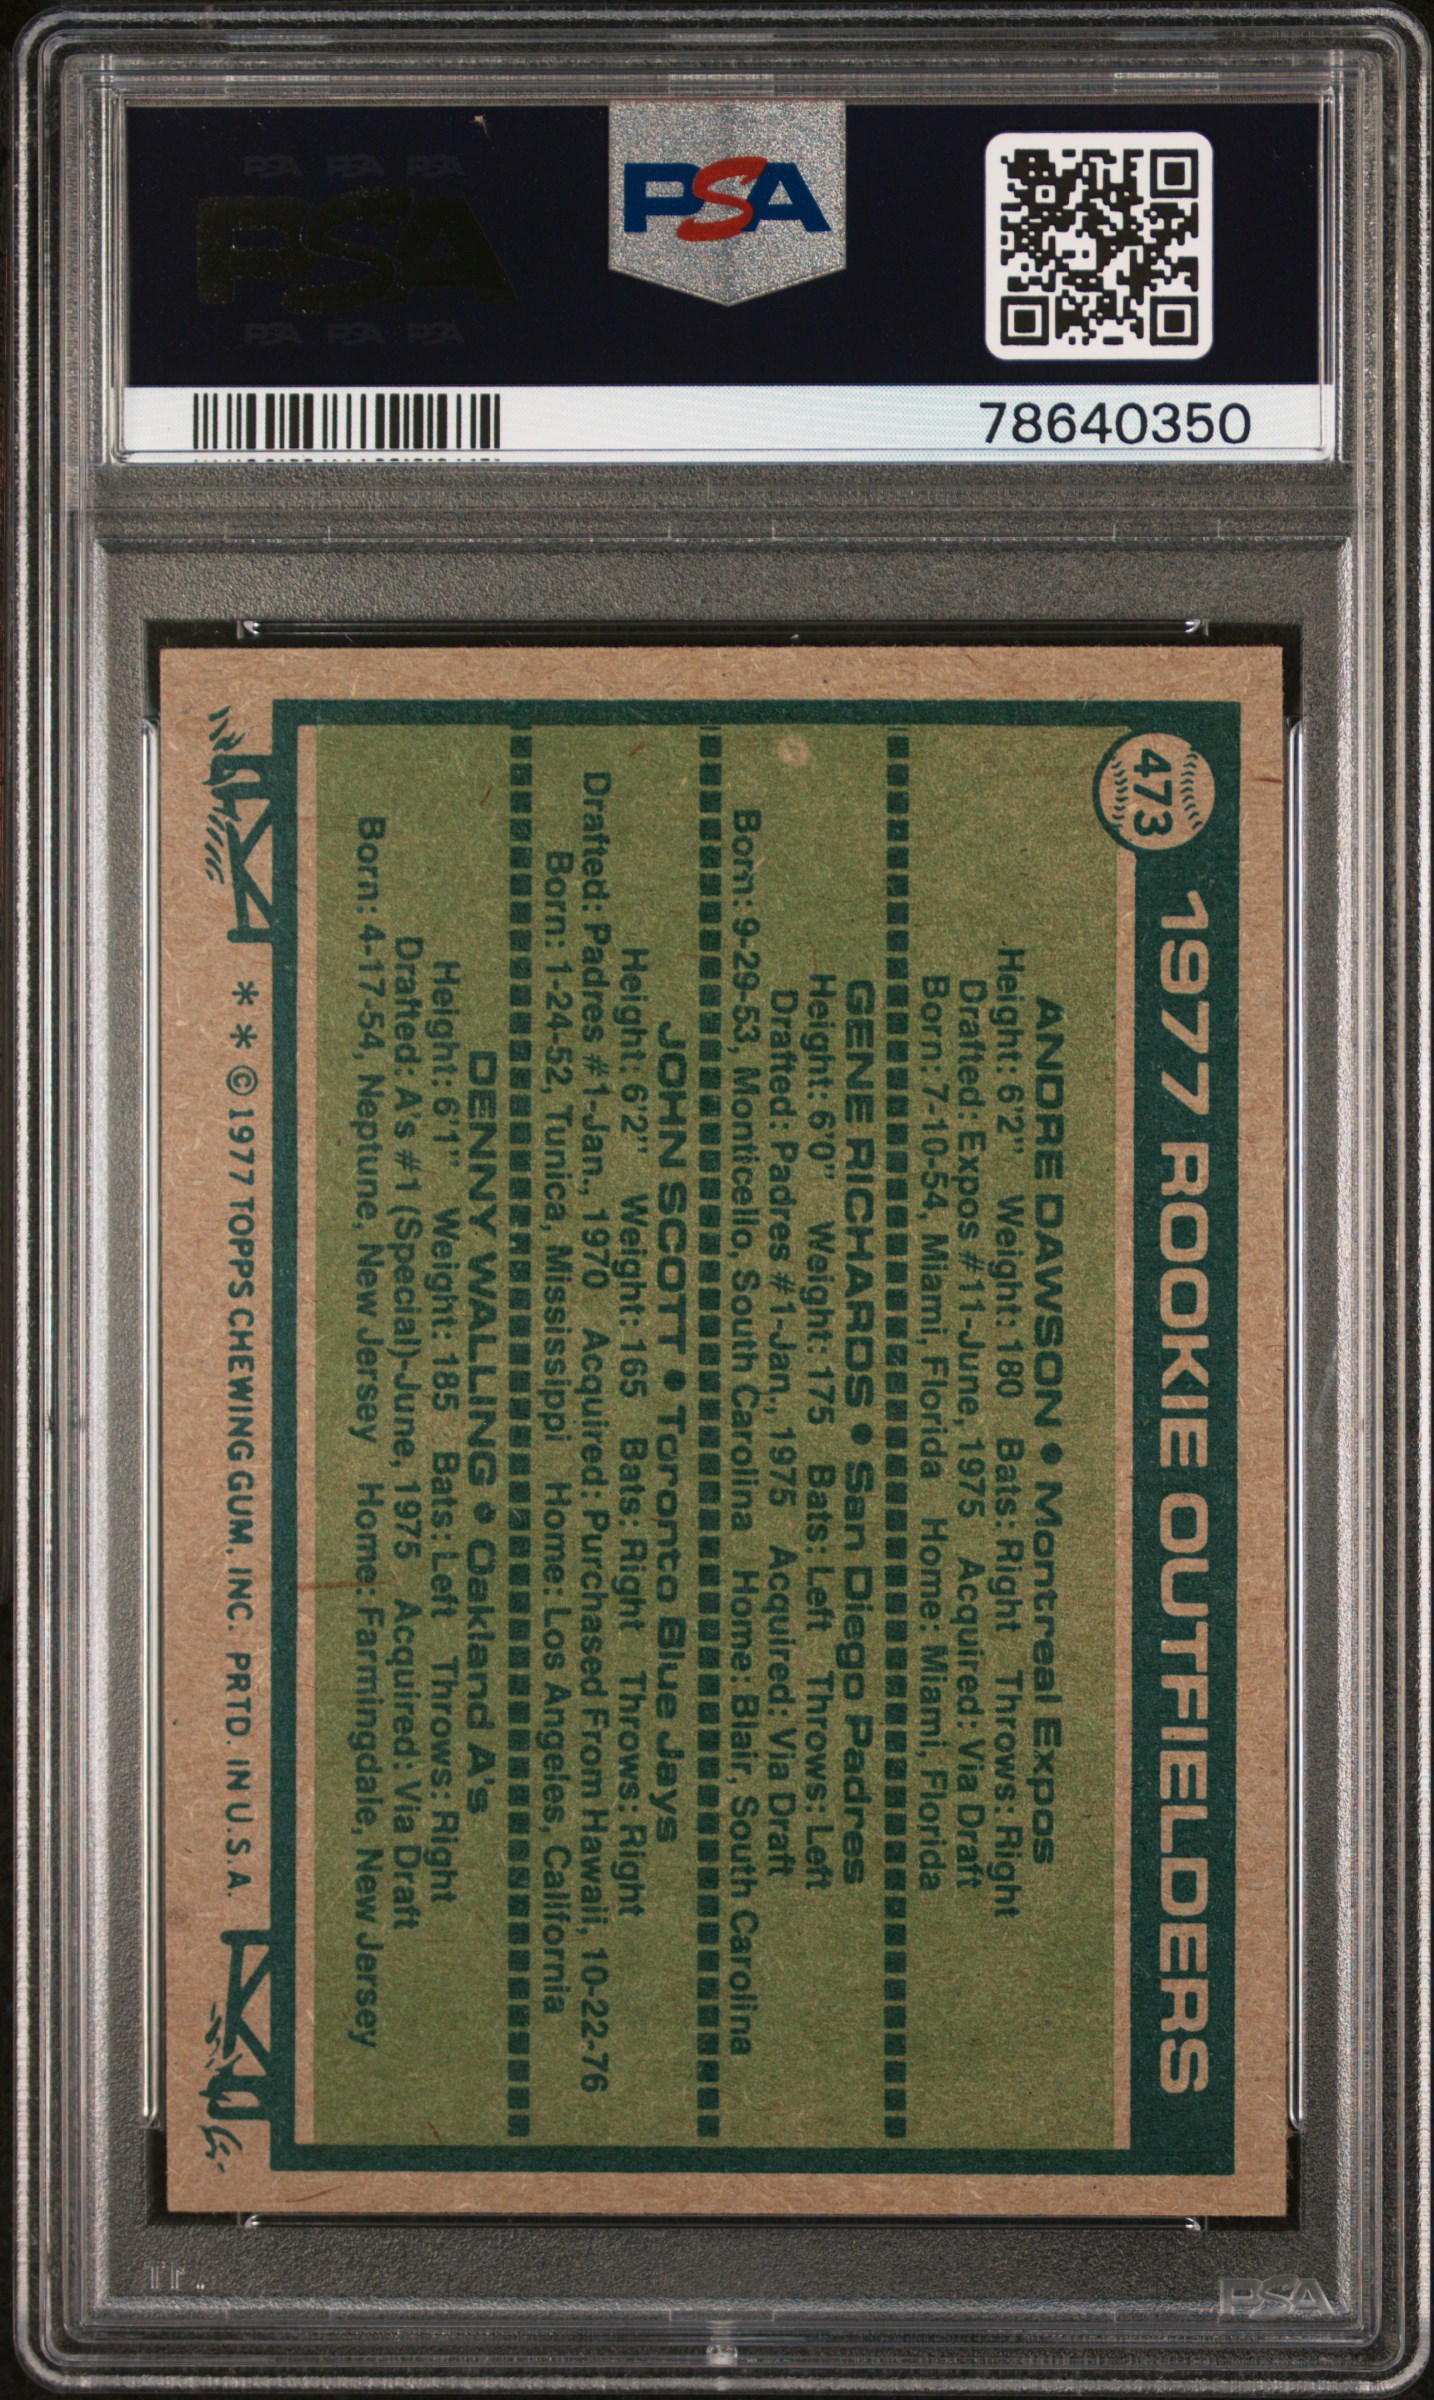 PSA PSA PSA
PSA
PSA PSA PSA
PSA
78640350
473
1977 ROOKIE OUTFIELDERS
ANDRE DAWSON • Montreal Expos
Height: 6'2" Weight: 180 Bats: Right Throws: Right
Drafted: Expos #11-June, 1975 Acquired: Via Draft
Born: 7-10-54, Miami, Florida Home: Miami, Florida
GENE RICHARDS • San Diego Padres
Height: 6'0" Weight: 175 Bats: Left Throws: Left
Drafted: Padres #1-Jan., 1975 Acquired: Via Draft
Born: 9-29-53, Monticello, South Carolina Home: Blair, South Carolina
JOHN SCOTT • Toronto Blue Jays
Height: 6'2" Weight: 165 Bats: Right Throws: Right
Drafted: Padres #1-Jan., 1970 Acquired: Purchased From Hawaii, 10-22-76
Born: 1-24-52, Tunica, Mississippi Home: Los Angeles, California
DENNY WALLING • Oakland A's
Height: 6'1" Weight: 185 Bats: Left Throws: Right
Drafted: A's #1 (Special)-June, 1975 Acquired: Via Draft
Born: 4-17-54, Neptune, New Jersey Home: Farmingdale, New Jersey
* * © 1977 TOPPS CHEWING GUM, INC. PRTD. IN U.S.A.
PSA